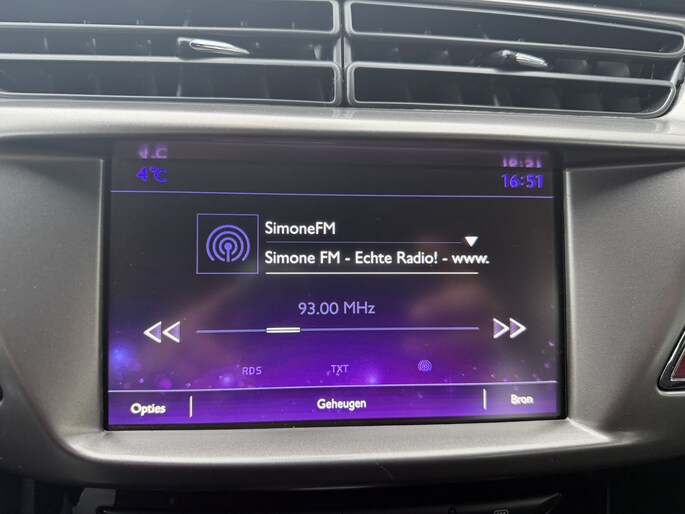 4°C 16:51
SimoneFM
Simone FM - Echte Radio! - www.
93.00 MHz
RDS TXT
Opties Geheugen Bron